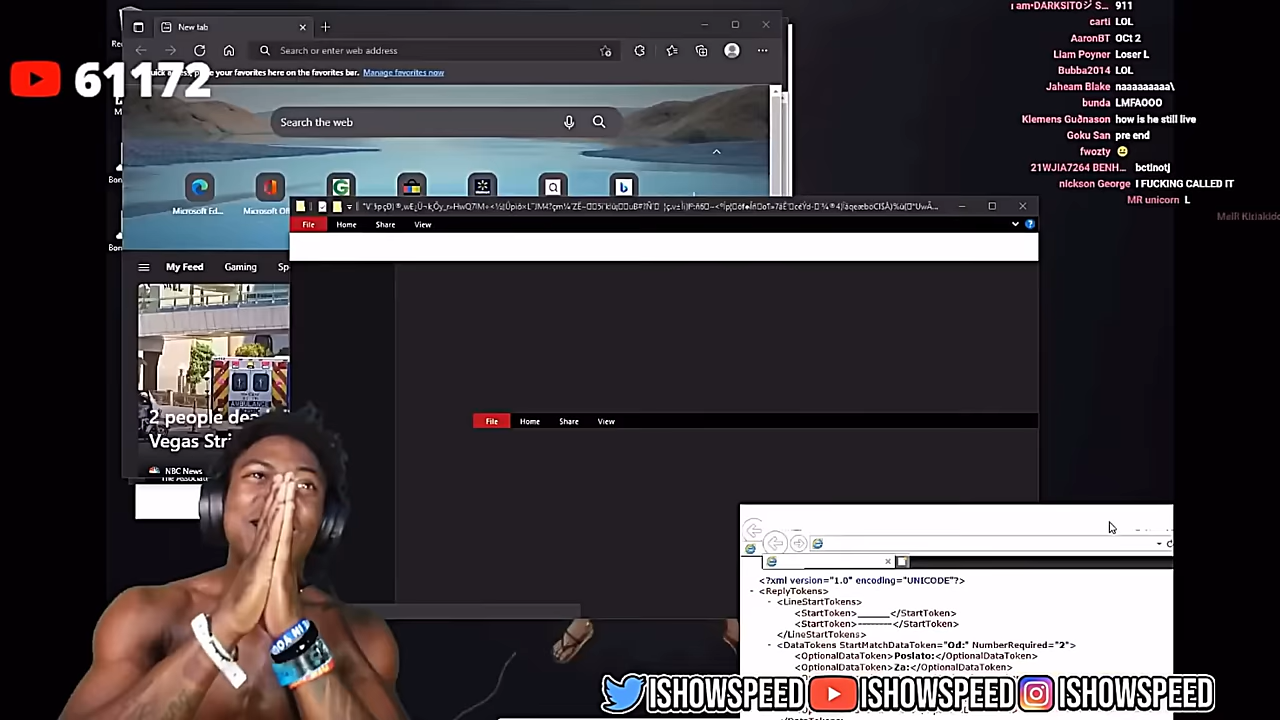 New tab
Search or enter web address
your favorites here on the favorites bar. Manage favorites now
61172
Search the web
Microsoft Ed...
Microsoft Of
File Home Share View
My Feed Gaming
2 people de
Vegas Stri
NBC News
File Home Share View
911
carti LOL
AaronBT OCt 2
Liam Poyner Loser L
Bubba2014 LOL
Jaheam Blake naaaaaaaaa\
bunda LMFAOOO
Klemens Guðnason how is he still live
Goku San pre end
fwozty 😐
21WJIA7264 BENH... bctinotj
nickson George I FUCKING CALLED IT
MR unicorn L
<?xml version="1.0" encoding="UNICODE"?>
- <ReplyTokens>
- <LineStartTokens>
<StartToken>______</StartToken>
<StartToken>--------</StartToken>
</LineStartTokens>
- <DataTokens StartMatchDataToken="Od:" NumberRequired="2">
<OptionalDataToken>Poslato:</OptionalDataToken>
<OptionalDataToken>Za:</OptionalDataToken>
ISHOWSPEED ISHOWSPEED ISHOWSPEED